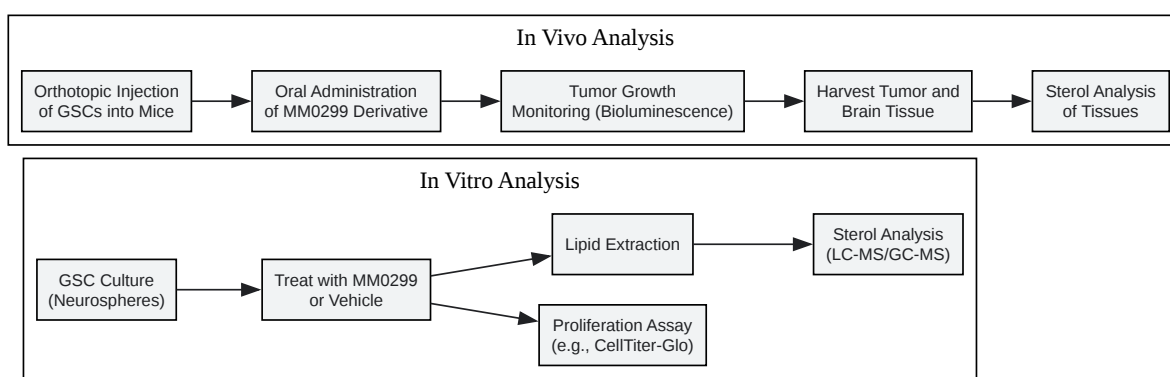 In Vivo Analysis
Orthotopic Injection
of GSCs into Mice
Oral Administration
of MM0299 Derivative
Tumor Growth
Monitoring (Bioluminescence)
Harvest Tumor and
Brain Tissue
Sterol Analysis
of Tissues
In Vitro Analysis
GSC Culture
(Neurospheres)
Treat with MM0299
or Vehicle
Lipid Extraction
Sterol Analysis
(LC-MS/GC-MS)
Proliferation Assay
(e.g., CellTiter-Glo)